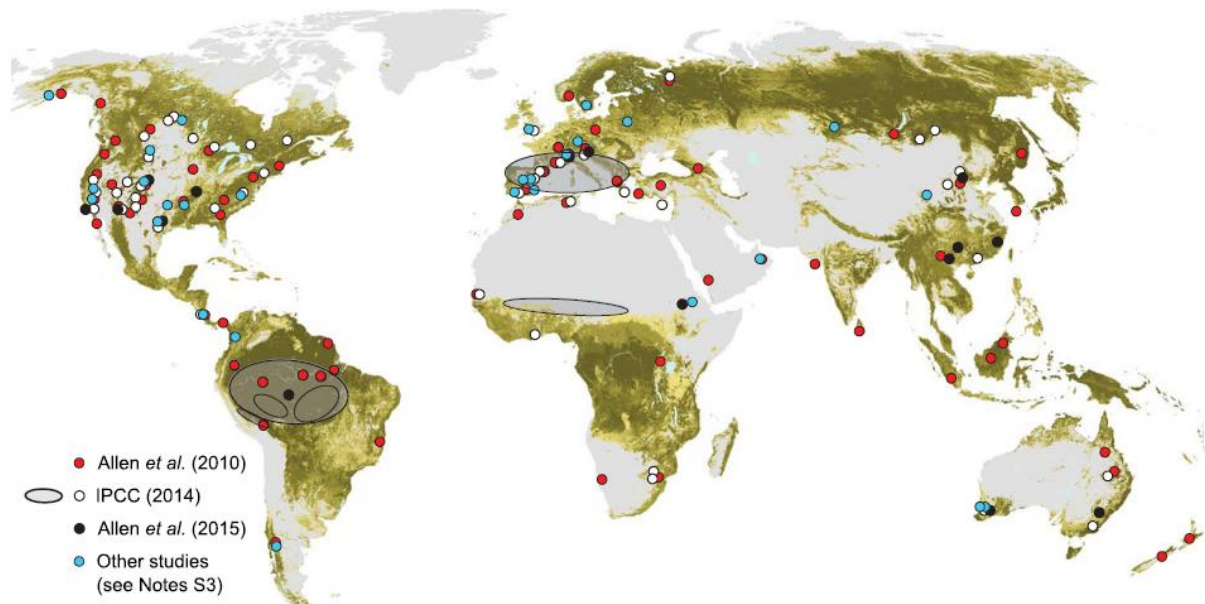 Allen et al. (2010)
IPCC (2014)
Allen et al. (2015)
Other studies
(see Notes S3)